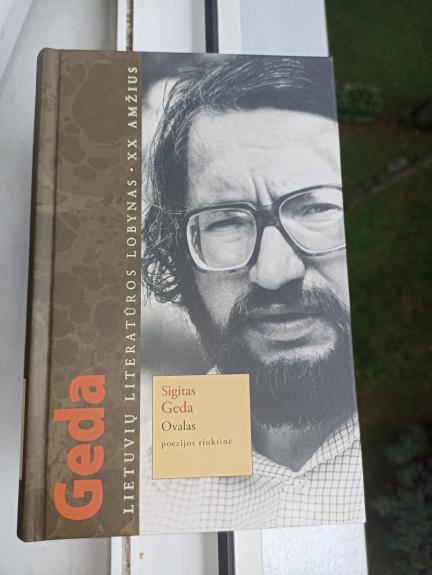 Geda
LIETUVIŲ LITERATŪROS LOBYNAS · XX AMŽIUS
Sigitas
Geda
Ovalas
poezijos rinktinė